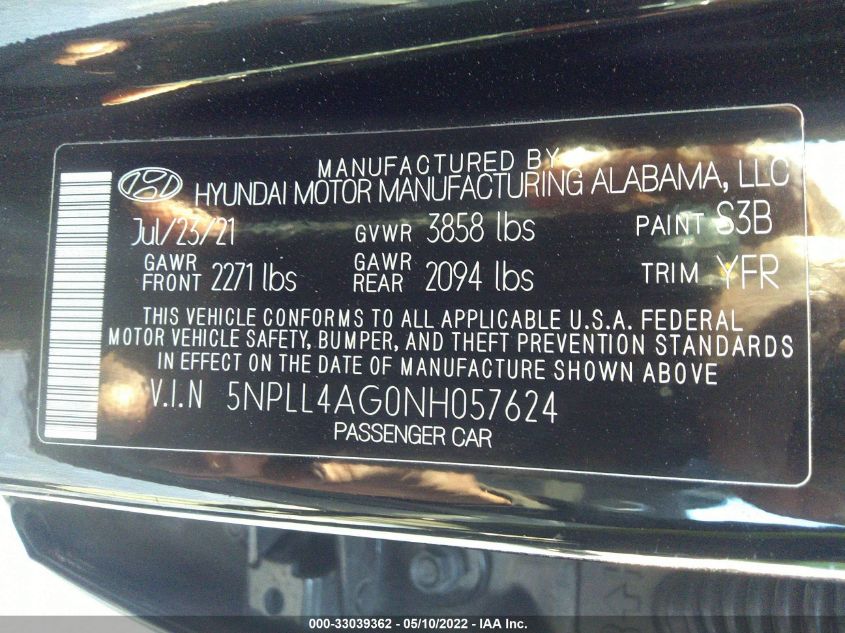 MANUFACTURED BY
HYUNDAI MOTOR MANUFACTURING ALABAMA, LLC
Jul/23/21 GVWR 3858 lbs PAINT S3B
GAWR FRONT 2271 lbs GAWR REAR 2094 lbs TRIM YFR
THIS VEHICLE CONFORMS TO ALL APPLICABLE U.S.A. FEDERAL
MOTOR VEHICLE SAFETY, BUMPER, AND THEFT PREVENTION STANDARDS
IN EFFECT ON THE DATE OF MANUFACTURE SHOWN ABOVE
V.I.N 5NPLL4AG0NH057624
PASSENGER CAR
000-33039362 - 05/10/2022 - IAA Inc.